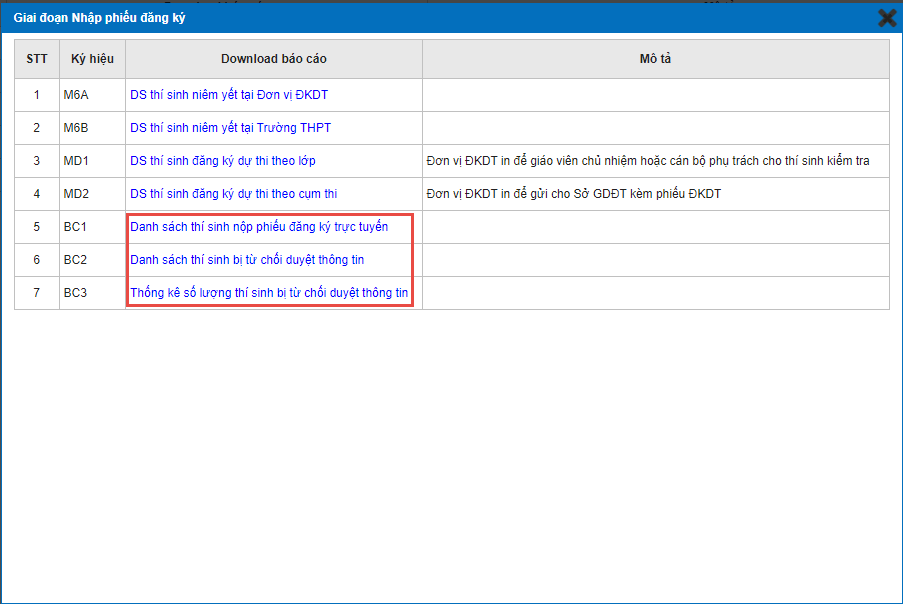 Giai đoạn Nhập phiếu đăng ký
STT Ký hiệu Download báo cáo Mô tả
1 M6A DS thí sinh niêm yết tại Đơn vị ĐKDT
2 M6B DS thí sinh niêm yết tại Trường THPT
3 MD1 DS thí sinh đăng ký dự thi theo lớp Đơn vị ĐKDT in để giáo viên chủ nhiệm hoặc cán bộ phụ trách cho thí sinh kiểm tra
4 MD2 DS thí sinh đăng ký dự thi theo cụm thi Đơn vị ĐKDT in để gửi cho Sở GDĐT kèm phiếu ĐKDT
5 BC1 Danh sách thí sinh nộp phiếu đăng ký trực tuyến
6 BC2 Danh sách thí sinh bị từ chối duyệt thông tin
7 BC3 Thống kê số lượng thí sinh bị từ chối duyệt thông tin